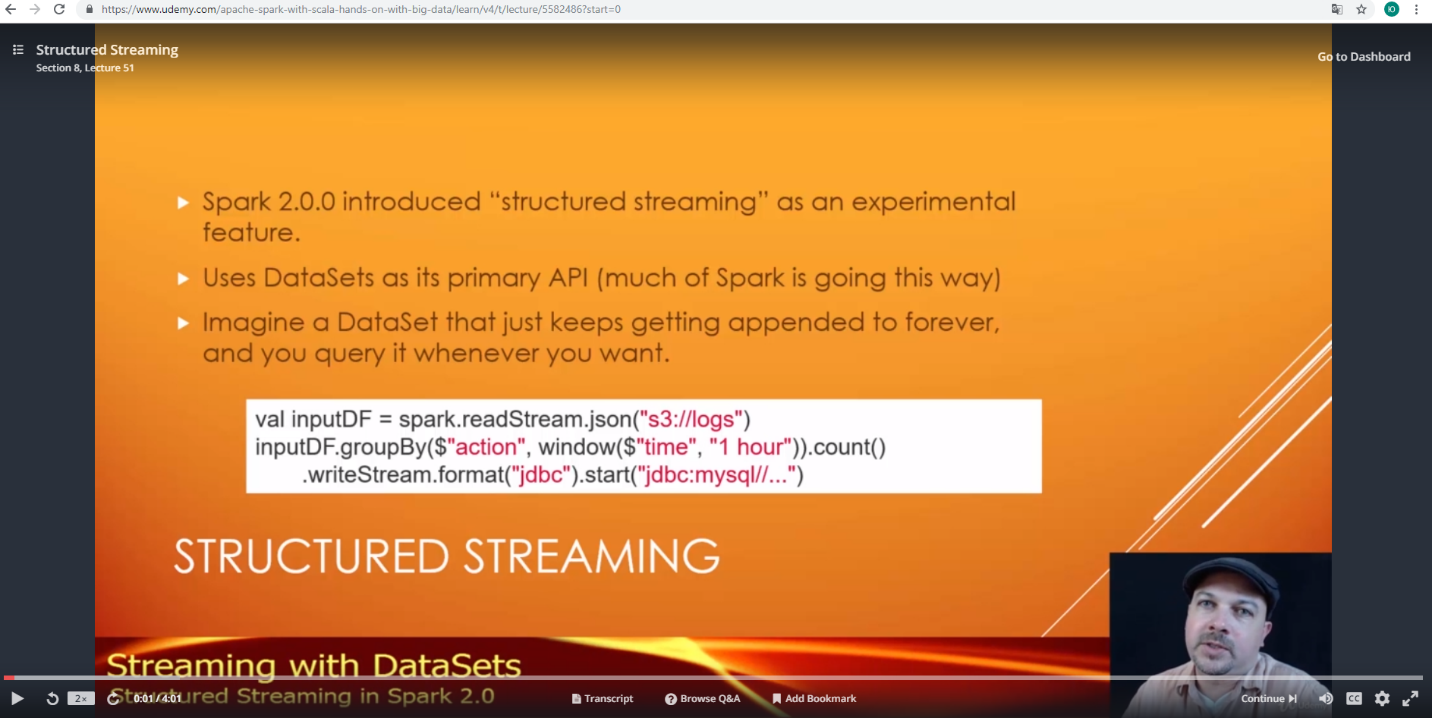 https://www.udemy.com/apache-spark-with-scala-hands-on-with-big-data/learn/v4/t/lecture/5582486?start=0
IO
Structured Streaming
Section 8, Lecture 51
Go to Dashboard
Spark 2.0.0 introduced “structured streaming” as an experimental
feature.
Uses DataSets as its primary API (much of Spark is going this way)
Imagine a DataSet that just keeps getting appended to forever,
and you query it whenever you want.
val inputDF = spark.readStream.json("s3://logs")
inputDF.groupBy($"action", window($"time", "1 hour")).count()
.writeStream.format("jdbc").start("jdbc:mysql//...")
STRUCTURED STREAMING
Streaming with DataSets
Structured Streaming in Spark 2.0
2x
0:01 / 4:01
Transcript
Browse Q&A
Add Bookmark
Continue
CC